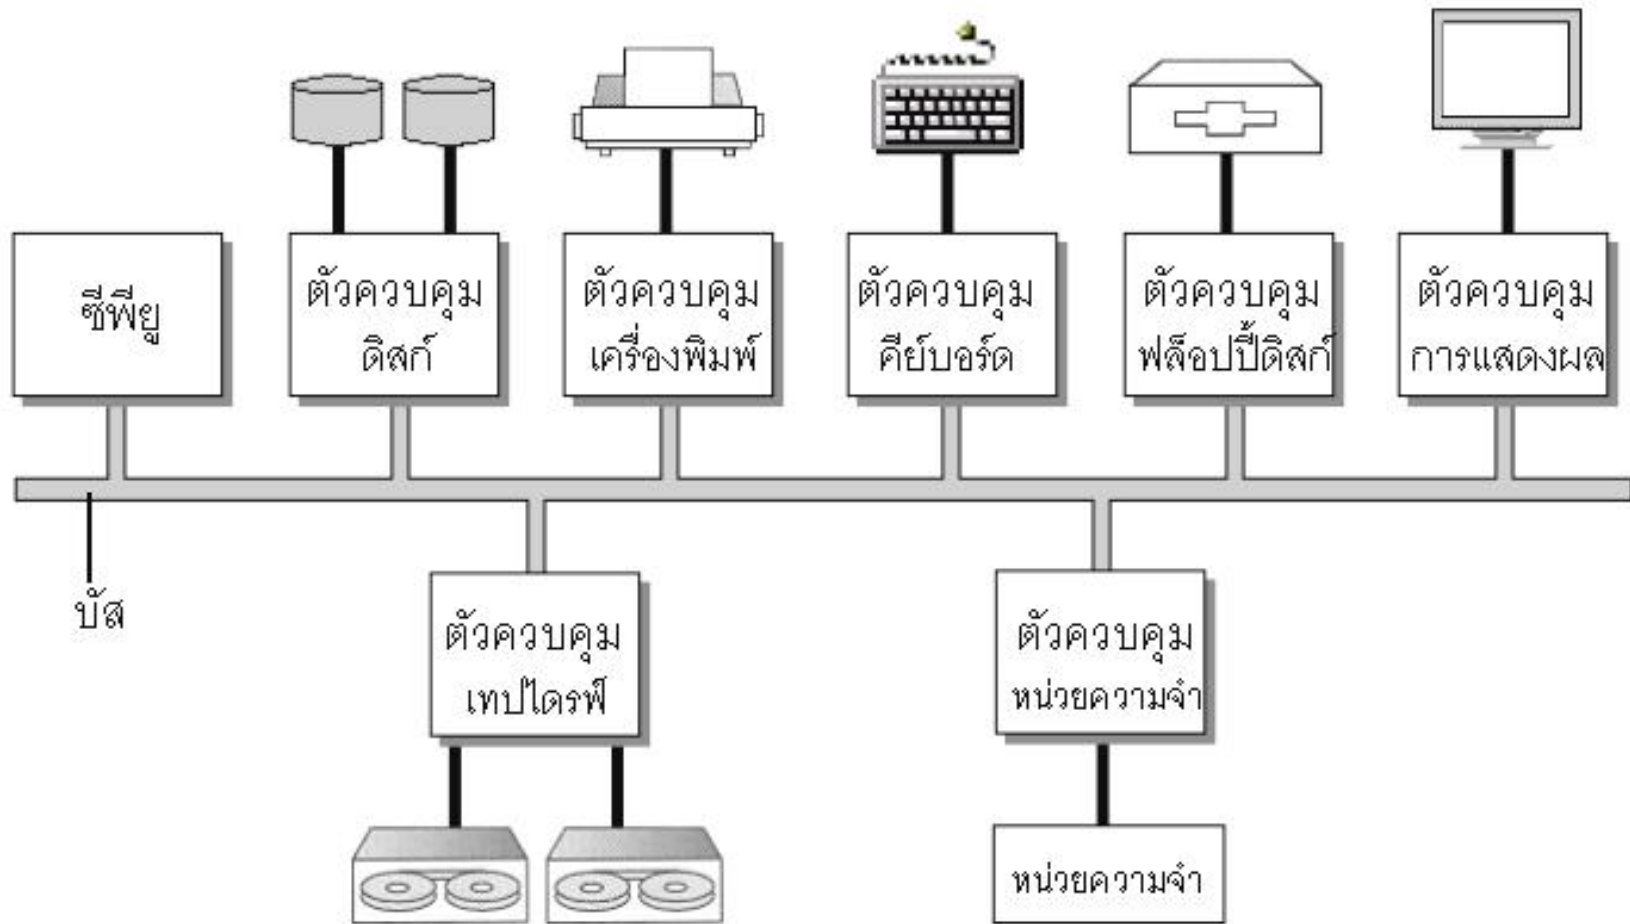 ซีพียู
ตัวควบคุม
ดิสก์
ตัวควบคุม
เครื่องพิมพ์
ตัวควบคุม
คีย์บอร์ด
ตัวควบคุม
ฟล็อปปี้ดิสก์
ตัวควบคุม
การแสดงผล
บัส
ตัวควบคุม
เทปไดรฟ์
ตัวควบคุม
หน่วยความจำ
หน่วยความจำ